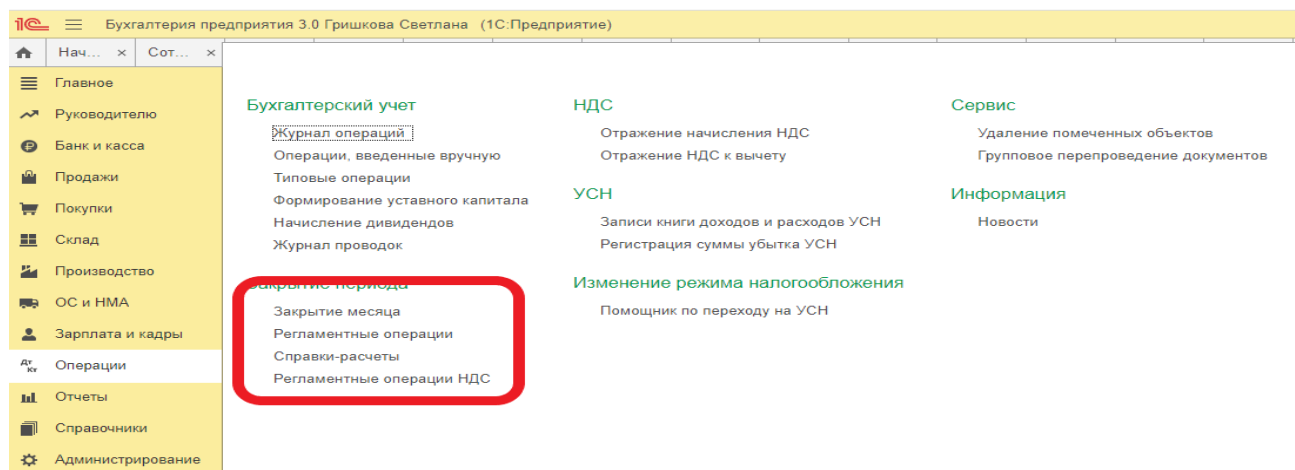 1С Бухгалтерия предприятия 3.0 Гришкова Светлана (1С:Предприятие)
Нач... × Сот... ×
Главное
Руководителю
Банк и касса
Продажи
Покупки
Склад
Производство
ОС и НМА
Зарплата и кадры
Дт Кт Операции
Отчеты
Справочники
Администрирование
Бухгалтерский учет
Журнал операций
Операции, введенные вручную
Типовые операции
Формирование уставного капитала
Начисление дивидендов
Журнал проводок
Закрытие периода
Закрытие месяца
Регламентные операции
Справки-расчеты
Регламентные операции НДС
НДС
Отражение начисления НДС
Отражение НДС к вычету
УСН
Записи книги доходов и расходов УСН
Регистрация суммы убытка УСН
Изменение режима налогообложения
Помощник по переходу на УСН
Сервис
Удаление помеченных объектов
Групповое перепроведение документов
Информация
Новости